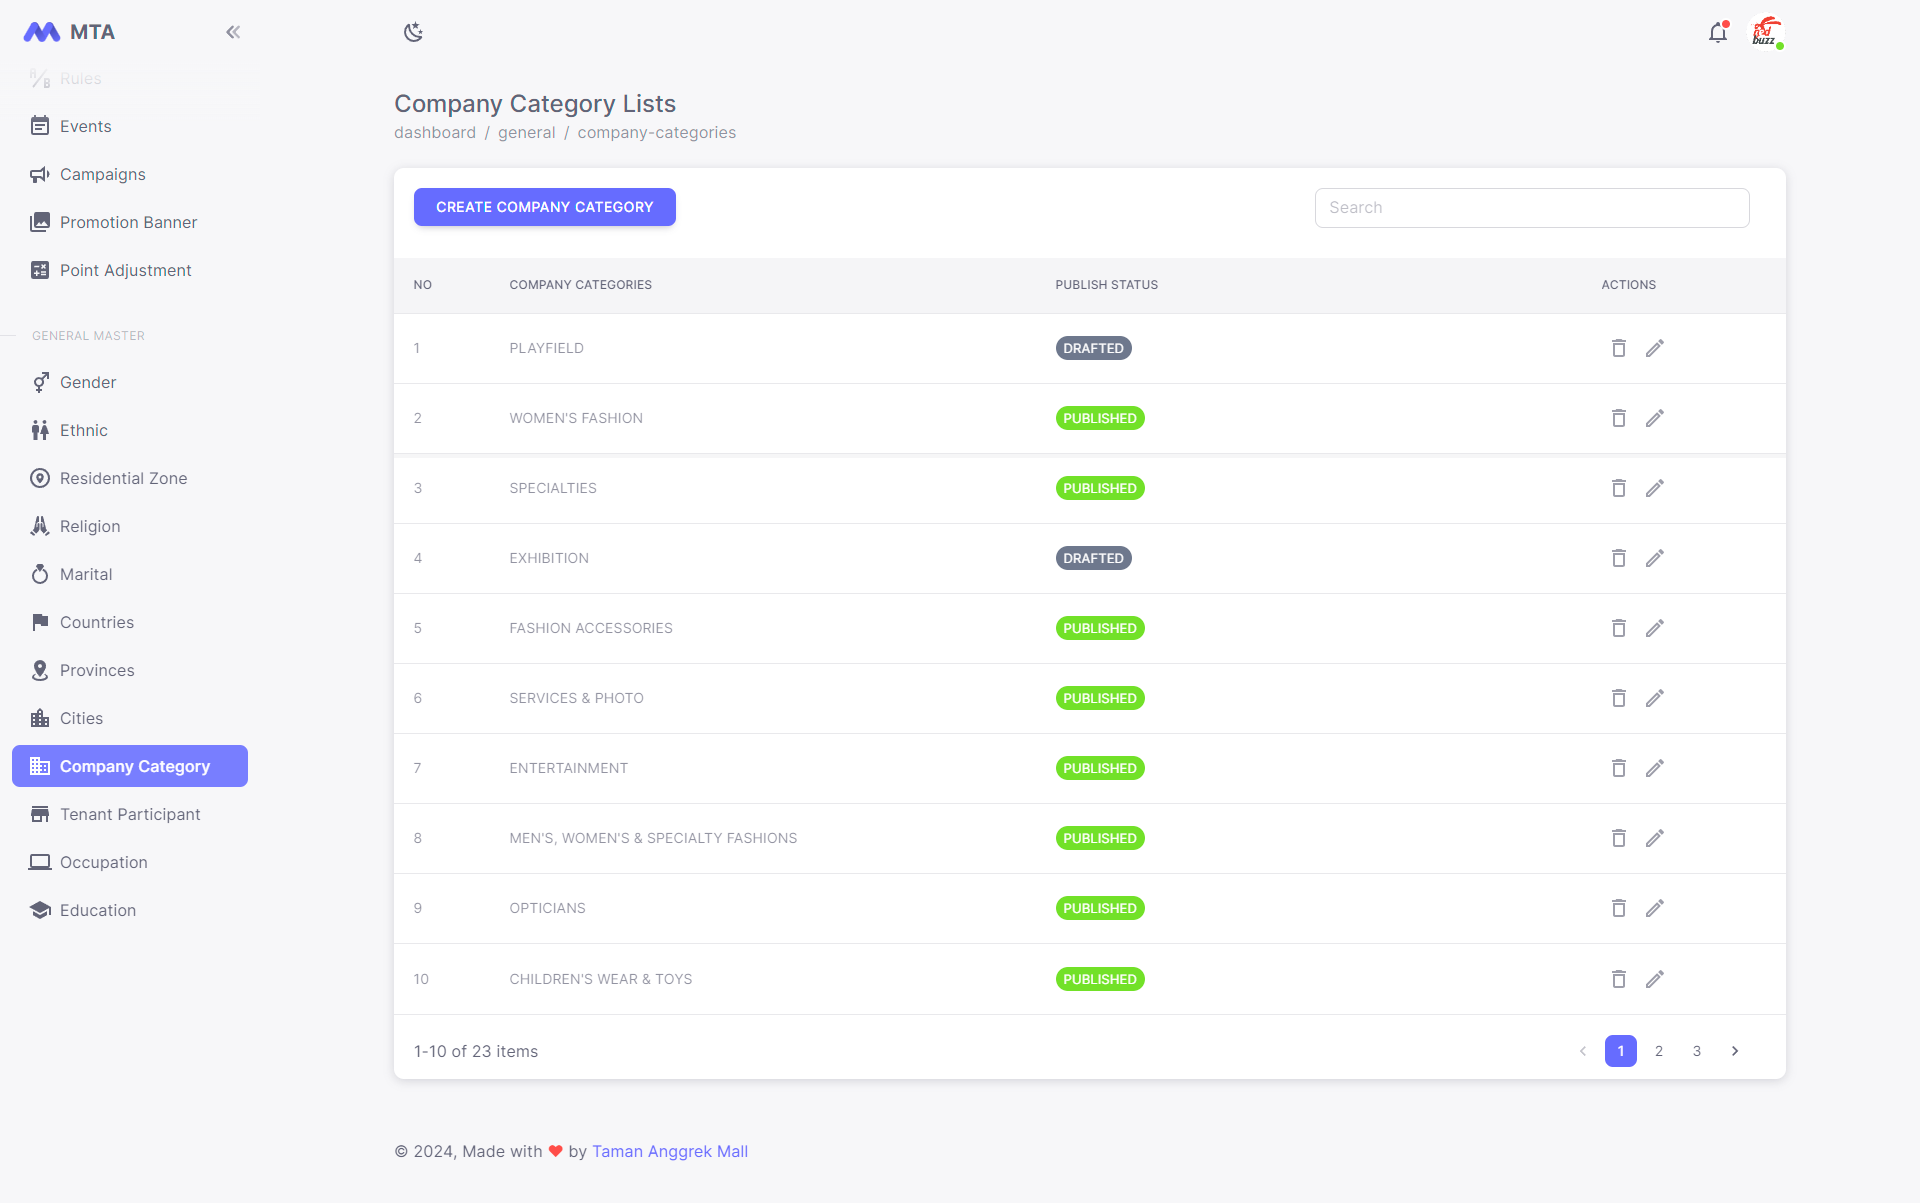 MTA
Rules
Events
Campaigns
Promotion Banner
Point Adjustment
GENERAL MASTER
Gender
Ethnic
Residential Zone
Religion
Marital
Countries
Provinces
Cities
Company Category
Tenant Participant
Occupation
Education
red buzz
Company Category Lists
dashboard / general / company-categories
CREATE COMPANY CATEGORY
Search
NO COMPANY CATEGORIES PUBLISH STATUS ACTIONS
1 PLAYFIELD DRAFTED
2 WOMEN'S FASHION PUBLISHED
3 SPECIALTIES PUBLISHED
4 EXHIBITION DRAFTED
5 FASHION ACCESSORIES PUBLISHED
6 SERVICES & PHOTO PUBLISHED
7 ENTERTAINMENT PUBLISHED
8 MEN'S, WOMEN'S & SPECIALTY FASHIONS PUBLISHED
9 OPTICIANS PUBLISHED
10 CHILDREN'S WEAR & TOYS PUBLISHED
1-10 of 23 items
1 2 3
© 2024, Made with ❤ by Taman Anggrek Mall